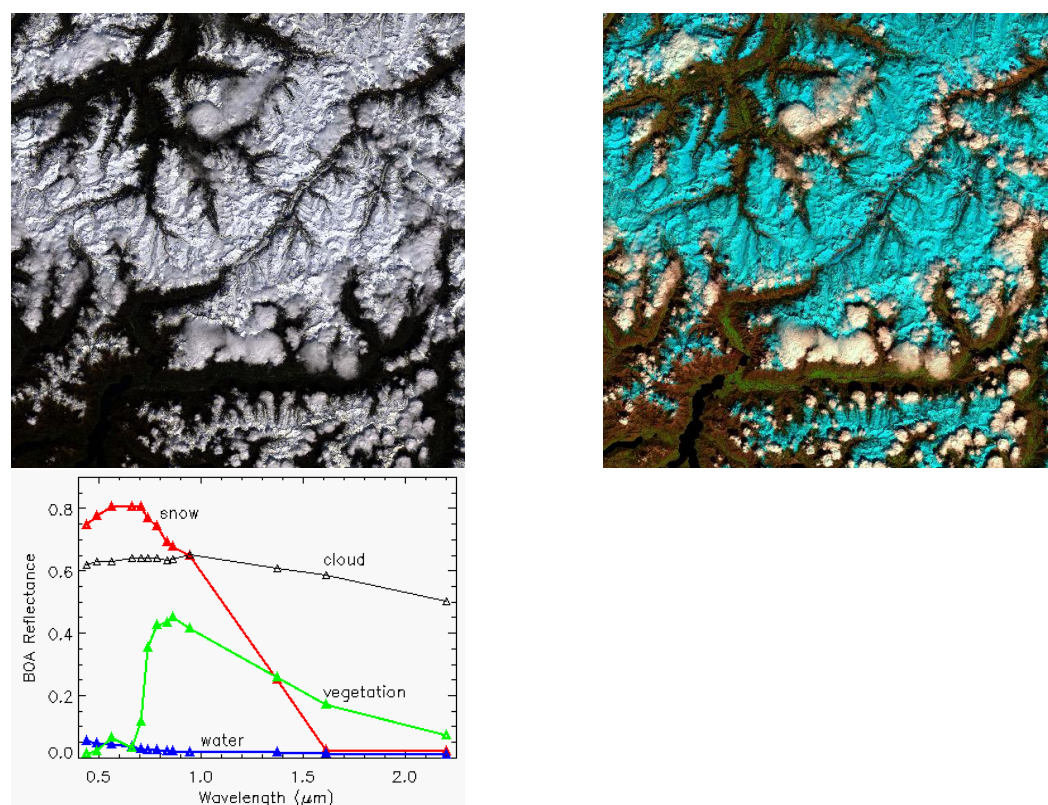 0.8
0.6
0.4
0.2
0.0
BOA Reflectance
snow
cloud
vegetation
water
0.5
1.0
1.5
2.0
Wavelength (μm)